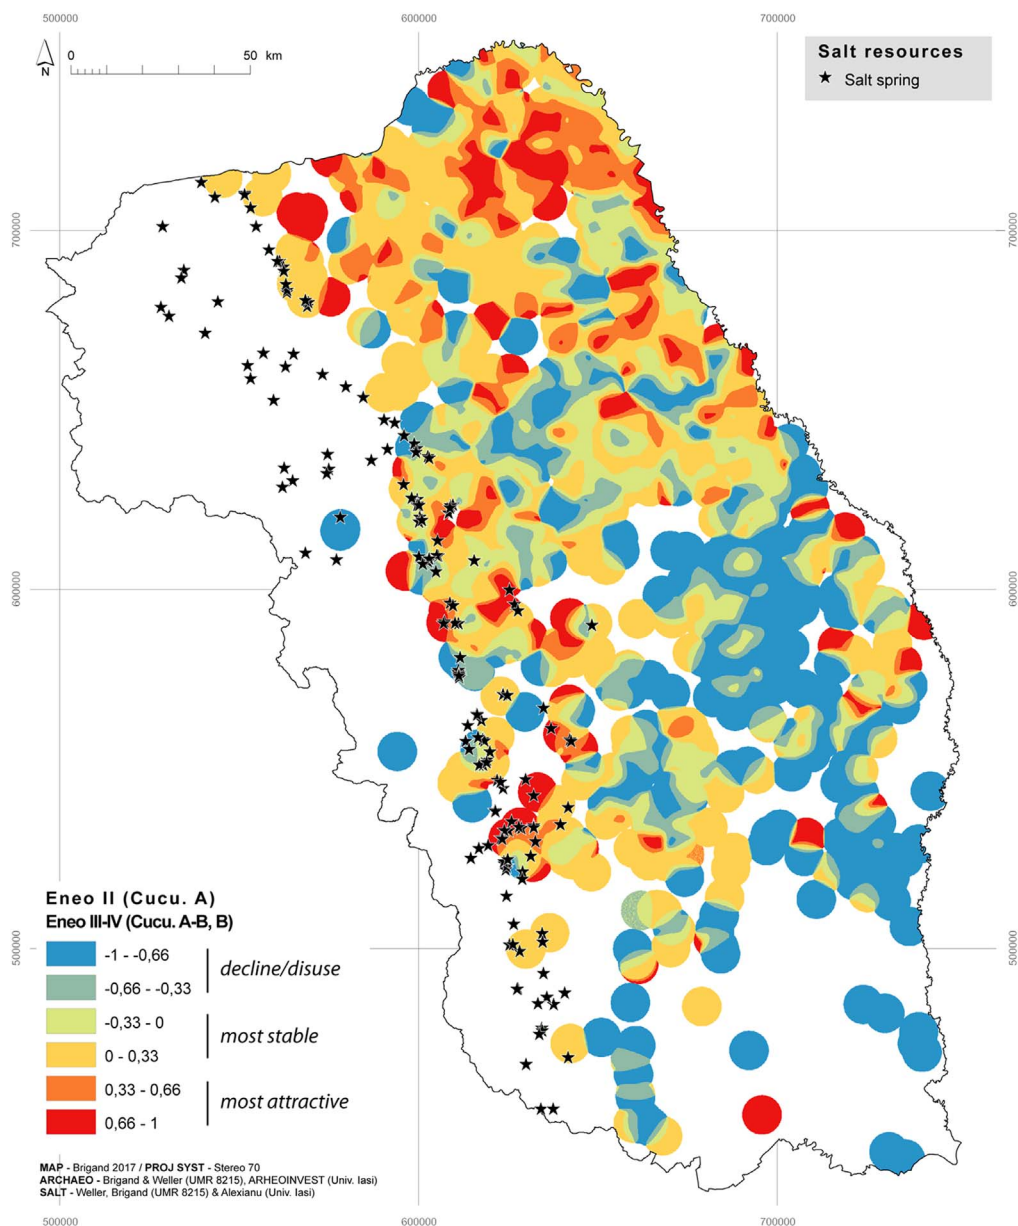 500000 600000 700000
0 50 km
N
Salt resources
Salt spring
700000 700000
600000 600000
500000 500000
Eneo II (Cucu. A)
Eneo III-IV (Cucu. A-B, B)
-1 - -0,66
-0,66 - -0,33
decline/disuse
-0,33 - 0
0 - 0,33
most stable
0,33 - 0,66
0,66 - 1
most attractive
MAP - Brigand 2017 / PROJ SYST - Stereo 70
ARCHAEO - Brigand & Weller (UMR 8215), ARHEOINVEST (Univ. Iasi)
SALT - Weller, Brigand (UMR 8215) & Alexianu (Univ. Iasi)
500000 600000 700000